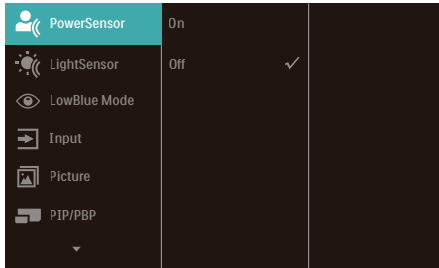 PowerSensor
On
LightSensor
Off
LowBlue Mode
Input
Picture
PIP/PBP